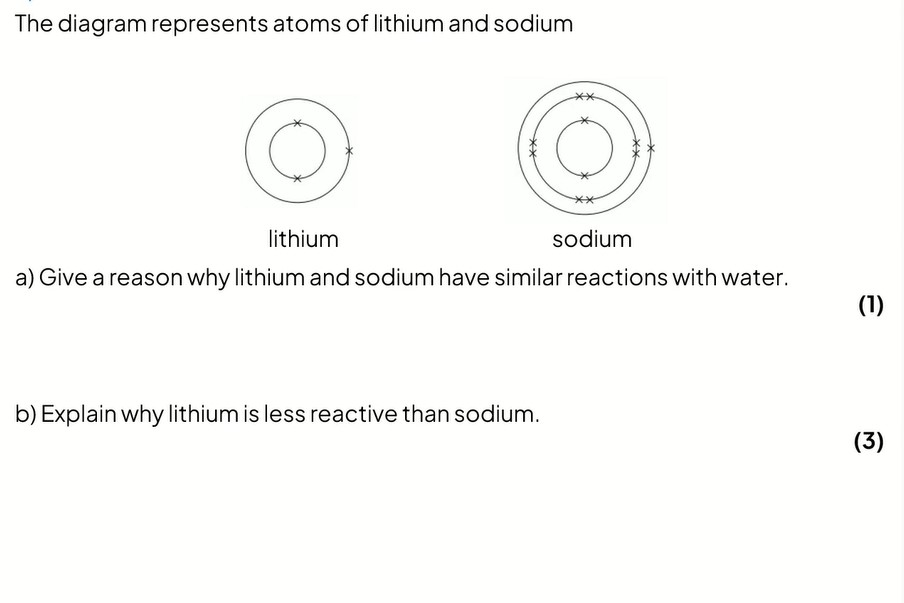 The diagram represents atoms of lithium and sodium
lithium sodium
a) Give a reason why lithium and sodium have similar reactions with water.
(1)
b) Explain why lithium is less reactive than sodium.
(3)